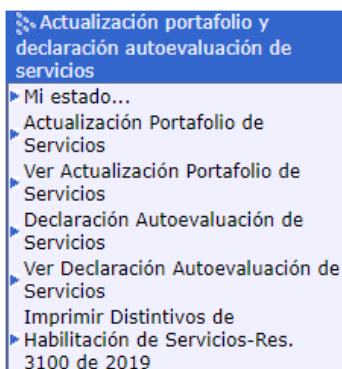 Actualización portafolio y
declaración autoevaluación de
servicios
Mi estado...
Actualización Portafolio de
Servicios
Ver Actualización Portafolio de
Servicios
Declaración Autoevaluación de
Servicios
Ver Declaración Autoevaluación de
Servicios
Imprimir Distintivos de
Habilitación de Servicios-Res.
3100 de 2019